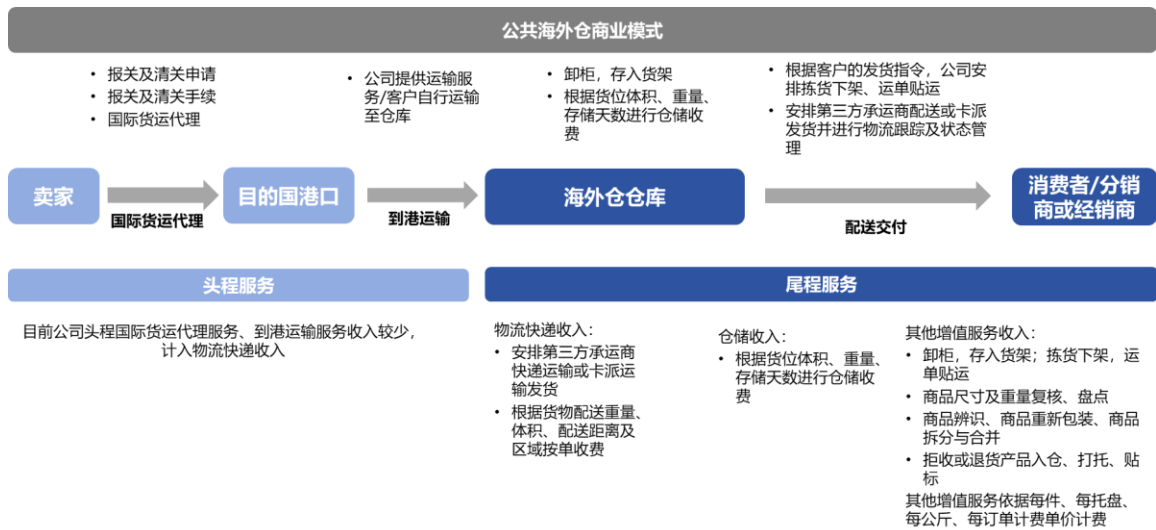 公共海外仓商业模式
• 报关及清关申请
• 报关及清关手续
• 国际货运代理
• 公司提供运输服
务/客户自行运输
至仓库
• 卸柜，存入货架
• 根据货位体积、重量、
存储天数进行仓储收
费
• 根据客户的发货指令，公司安
排拣货下架、运单贴运
• 安排第三方承运商配送或卡派
发货并进行物流跟踪及状态管
理
卖家
国际货运代理
目的国港口
到港运输
海外仓仓库
配送交付
消费者/分销
商或经销商
头程服务
尾程服务
目前公司头程国际货运代理服务、到港运输服务收入较少，
计入物流快递收入
物流快递收入：
• 安排第三方承运商
快递运输或卡派运
输发货
• 根据货物配送重量、
体积、配送距离及
区域按单收费
仓储收入：
• 根据货位体积、重量、
存储天数进行仓储收
费
其他增值服务收入：
• 卸柜，存入货架；拣货下架，运
单贴运
• 商品尺寸及重量复核、盘点
• 商品辨识、商品重新包装、商品
拆分与合并
• 拒收或退货产品入仓、打托、贴
标
其他增值服务依据每件、每托盘、
每公斤、每订单计费单价计费